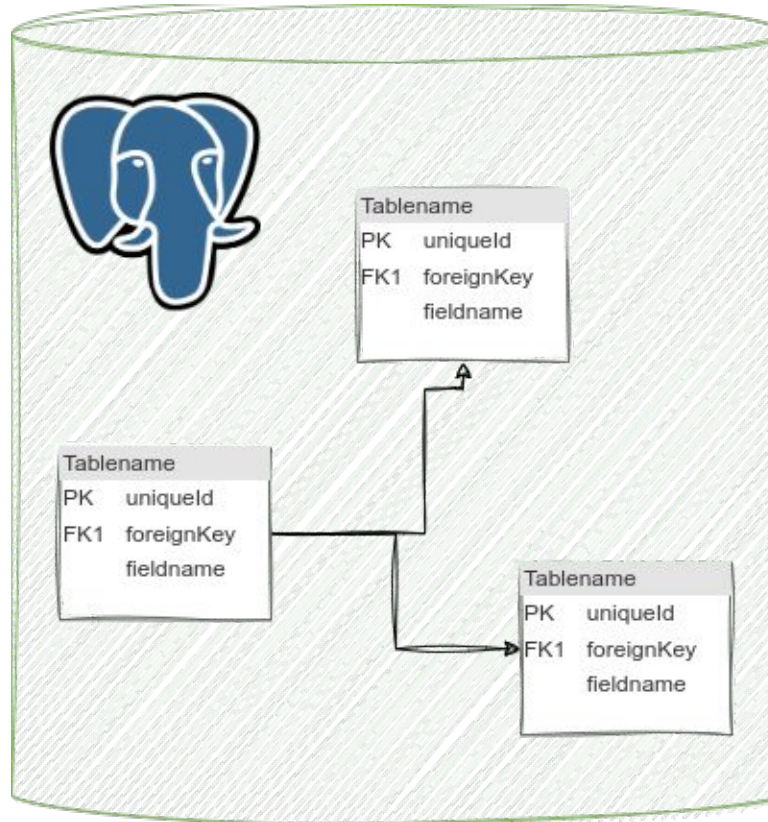 Tablename
PK uniqueId
FK1 foreignKey
fieldname
Tablename
PK uniqueId
FK1 foreignKey
fieldname
Tablename
PK uniqueId
FK1 foreignKey
fieldname